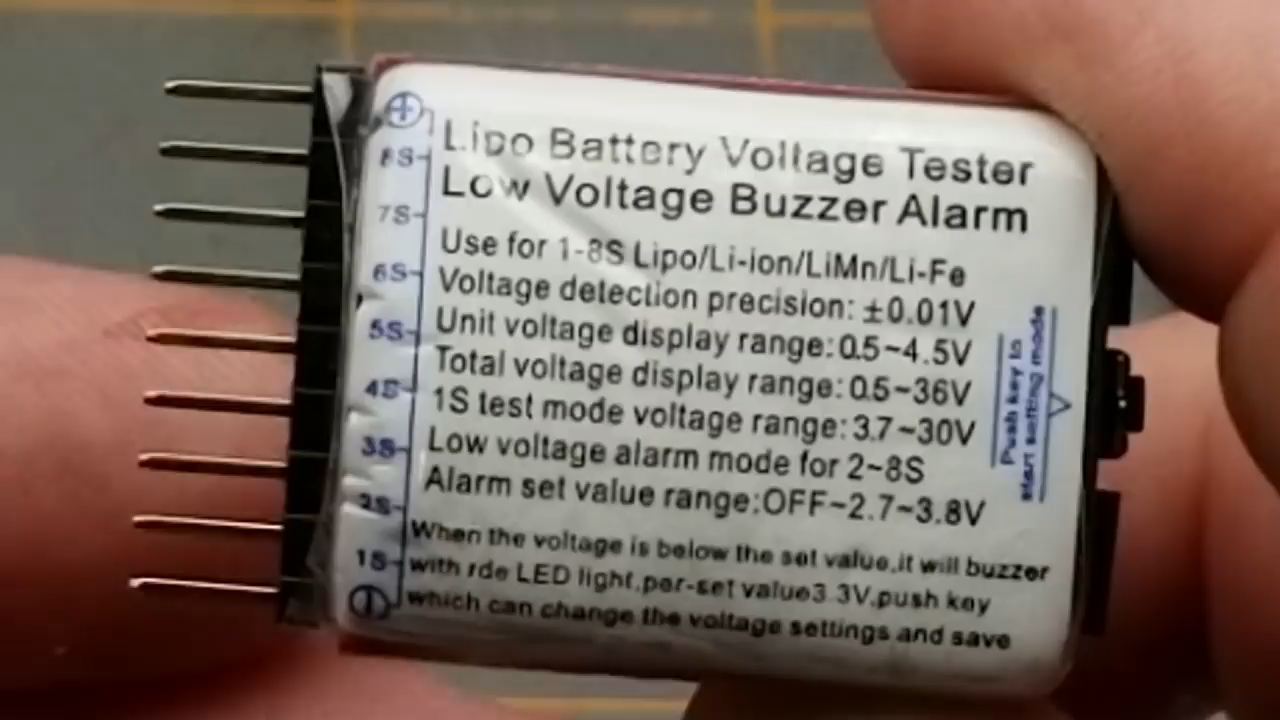 Lipo Battery Voltage Tester
Low Voltage Buzzer Alarm
Use for 1-8S Lipo/Li-ion/LiMn/Li-Fe
Voltage detection precision: ±0.01V
Unit voltage display range: 0.5~4.5V
Total voltage display range: 0.5~36V
1S test mode voltage range: 3.7~30V
Low voltage alarm mode for 2~8S
Alarm set value range:OFF~2.7~3.8V
When the voltage is below the set value,it will buzzer
with rde LED light,per-set value3.3V,push key
which can change the voltage settings and save
8S
7S
6S
5S
4S
3S
2S
1S
Push key to
start setting mode